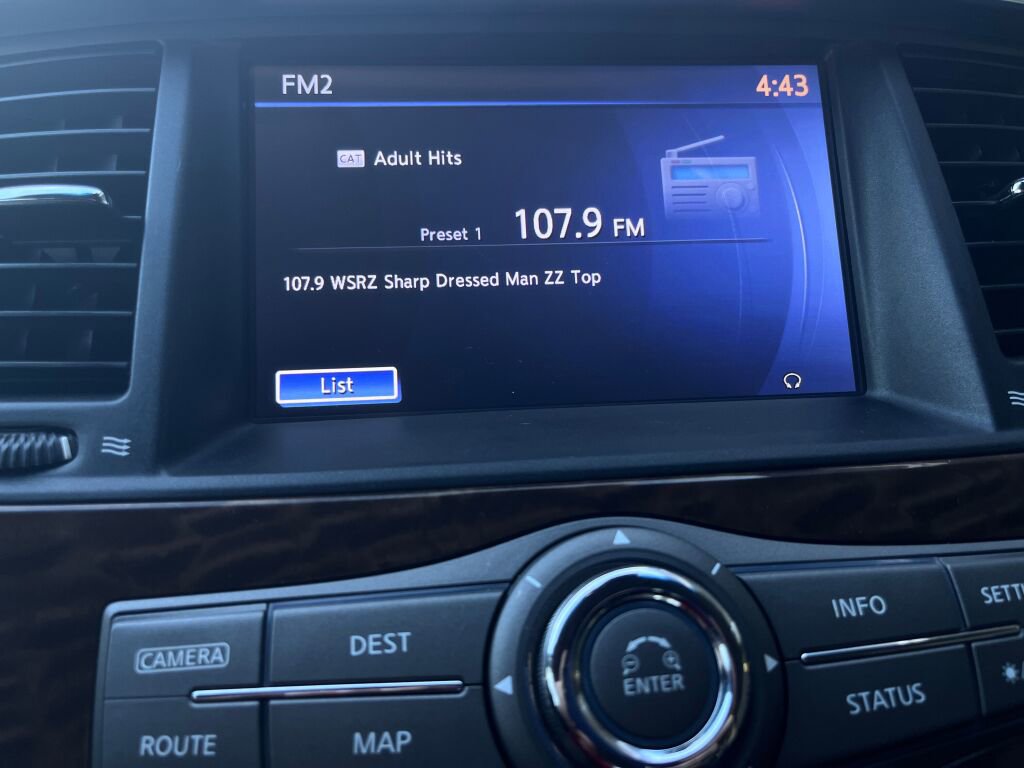 FM2 4:43
CAT Adult Hits
Preset 1 107.9 FM
107.9 WSRZ Sharp Dressed Man ZZ Top
List
CAMERA DEST INFO
ENTER
ROUTE MAP STATUS